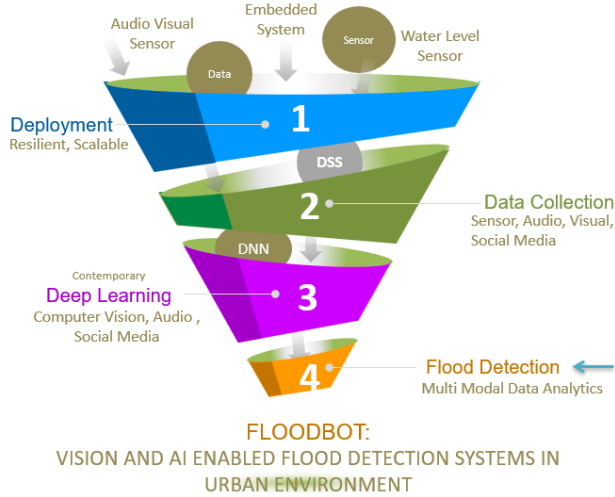 Audio Visual
Sensor
Embedded
System
Sensor
Water Level
Sensor
Data
1
Deployment
Resilient, Scalable
DSS
2
Data Collection
Sensor, Audio, Visual,
Social Media
DNN
Contemporary
Deep Learning
Computer Vision, Audio ,
Social Media
3
4
Flood Detection
Multi Modal Data Analytics
FLOODBOT:
VISION AND AI ENABLED FLOOD DETECTION SYSTEMS IN
URBAN ENVIRONMENT